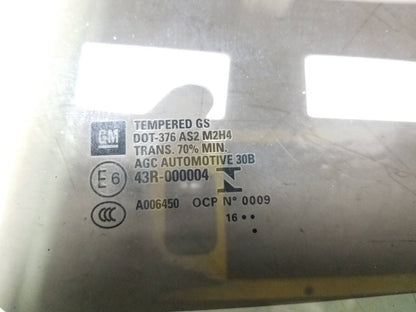 TEMPERED GS
DOT-376 AS2 M2H4
GM TRANS. 70% MIN.
AGC AUTOMOTIVE 30B
E6 43R-000004 N
CCC A006450 OCP N° 0009
16 ••
•